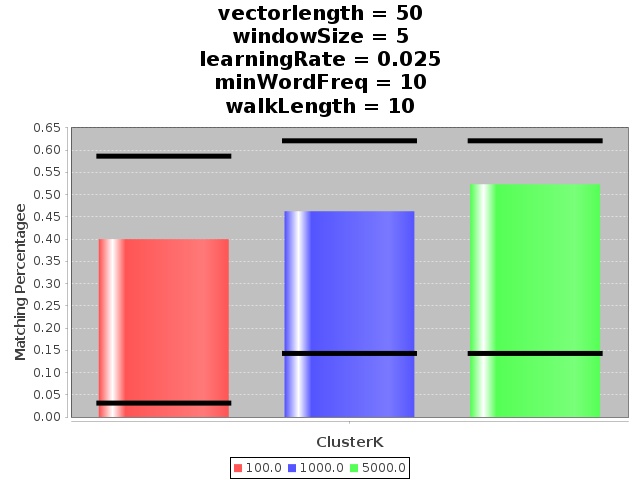 vectorlength = 50
windowSize = 5
learningRate = 0.025
minWordFreq = 10
walkLength = 10
0.65
0.60
0.55
0.50
0.45
0.40
0.35
0.30
0.25
0.20
0.15
0.10
0.05
0.00
Matching Percentagee
ClusterK
100.0 1000.0 5000.0